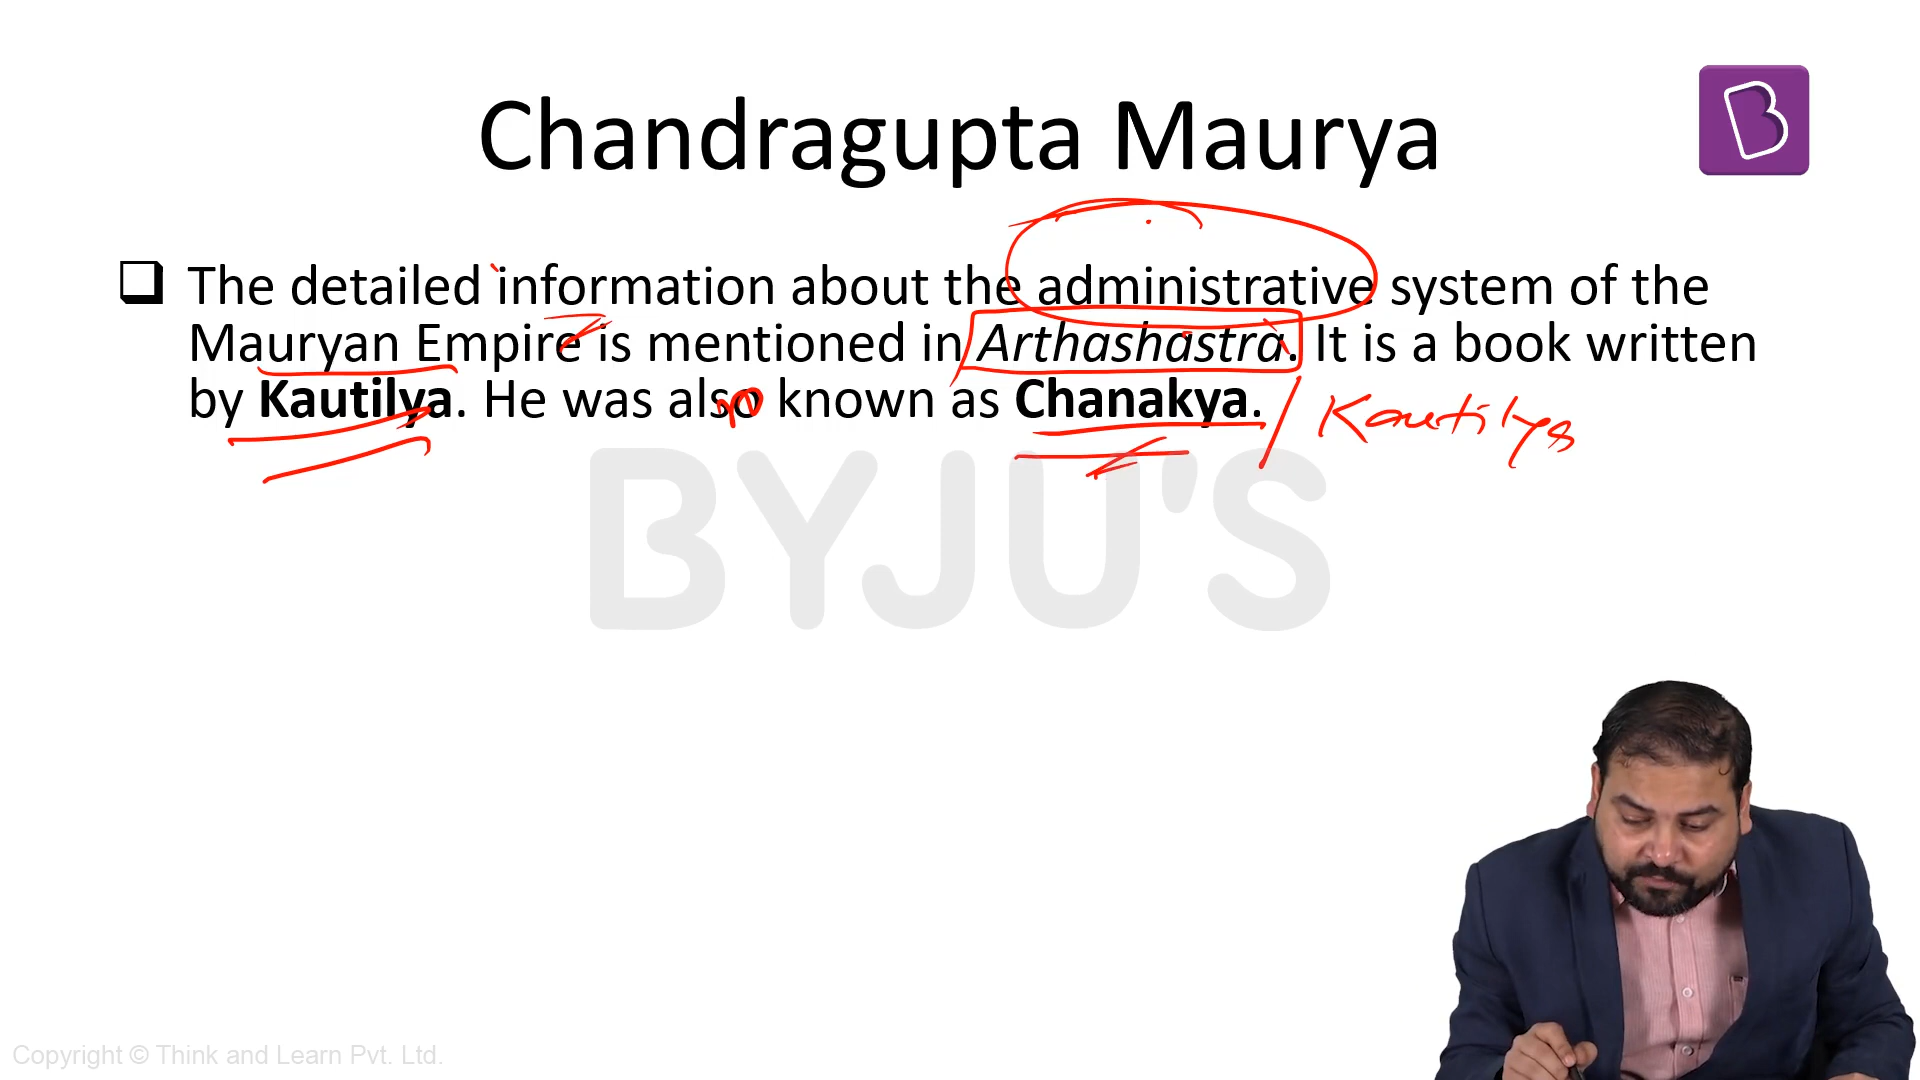 Chandragupta Maurya
❑ The detailed information about the administrative system of the
Mauryan Empire is mentioned in Arthashastra. It is a book written
by Kautilya. He was also known as Chanakya. / Kautilya
BYJU'S
Copyright © Think and Learn Pvt. Ltd.